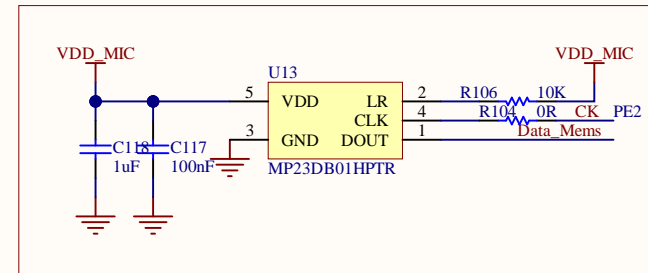 VDD_MIC
VDD_MIC
U13
5 VDD LR 2 R106 10K
CLK 4 R104 0R CK PE2
3 GND DOUT 1 Data_Mems
C118 C117
1uF 100nF
MP23DB01HPTR